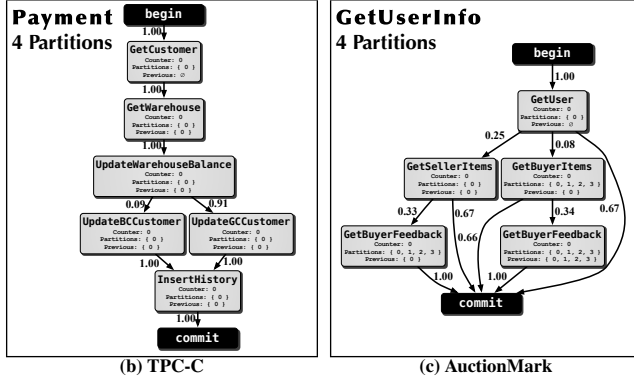 Payment
4 Partitions
begin
1.00
GetCustomer
Counter: 0
Partitions: { 0 }
Previous: ∅
1.00
GetWarehouse
Counter: 0
Partitions: { 0 }
Previous: { 0 }
1.00
UpdateWarehouseBalance
Counter: 0
Partitions: { 0 }
Previous: { 0 }
0.09 0.91
UpdateBCCustomer
Counter: 0
Partitions: { 0 }
Previous: { 0 }
UpdateGCCustomer
Counter: 0
Partitions: { 0 }
Previous: { 0 }
1.00 1.00
InsertHistory
Counter: 0
Partitions: { 0 }
Previous: { 0 }
1.00
commit
(b) TPC-C
GetUserInfo
4 Partitions
begin
1.00
GetUser
Counter: 0
Partitions: { 0 }
Previous: ∅
0.25 0.08 0.67
GetSellerItems
Counter: 0
Partitions: { 0 }
Previous: { 0 }
GetBuyerItems
Counter: 0
Partitions: { 0, 1, 2, 3 }
Previous: { 0 }
0.33 0.67 0.66 0.34
GetBuyerFeedback
Counter: 0
Partitions: { 0, 1, 2, 3 }
Previous: { 0 }
GetBuyerFeedback
Counter: 0
Partitions: { 0, 1, 2, 3 }
Previous: { 0, 1, 2, 3 }
1.00 1.00
commit
(c) AuctionMark